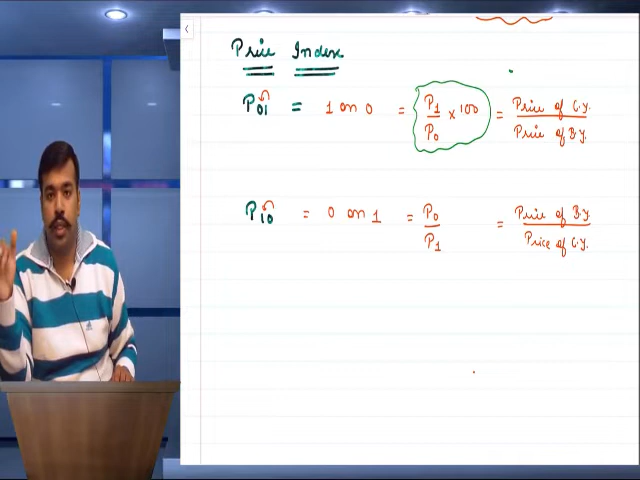 Price Index
P01 = 1 on 0 = P1/P0 × 100 = Price of C.Y./Price of B.Y.
P10 = 0 on 1 = P0/P1 = Price of B.Y./Price of C.Y.